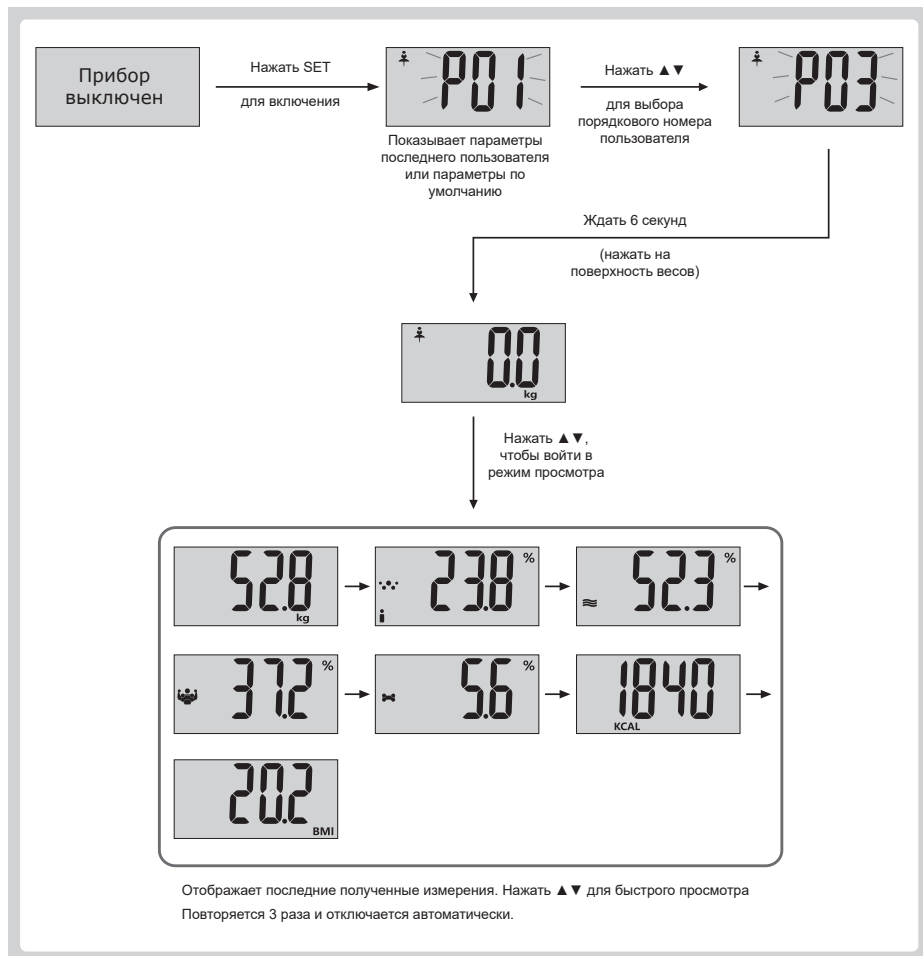 Прибор
выключен
Нажать SET
для включения
P01
Показывает параметры
последнего пользователя
или параметры по
умолчанию
Нажать ▲▼
для выбора
порядкового номера
пользователя
P03
Ждать 6 секунд
(нажать на
поверхность весов)
0.0
kg
Нажать ▲▼,
чтобы войти в
режим просмотра
52.8
kg
23.8 %
52.3 %
37.2 %
5.6 %
1840
KCAL
20.2
BMI
Отображает последние полученные измерения. Нажать ▲▼ для быстрого просмотра
Повторяется 3 раза и отключается автоматически.